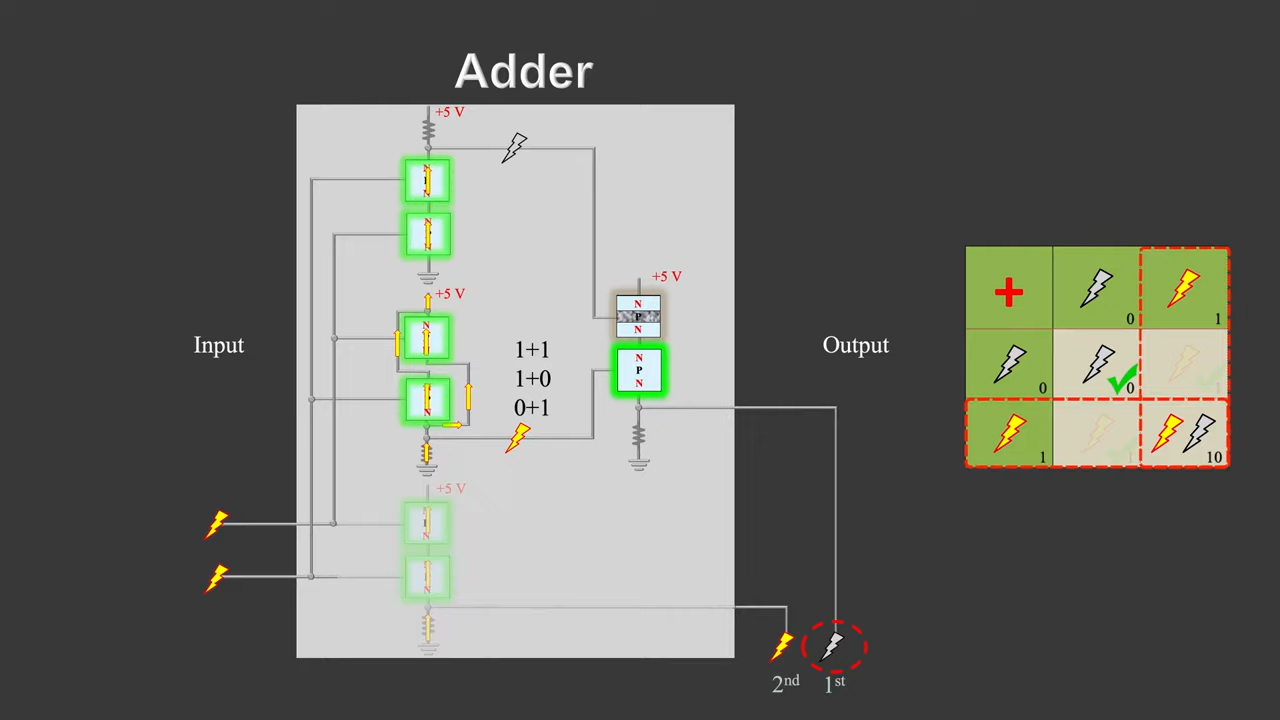 Adder
+5 V
+5 V
+5 V
N
P
N
N
P
N
1+1
1+0
0+1
Input
Output
+5 V
2nd
1st
+
0
1
0
0
1
10